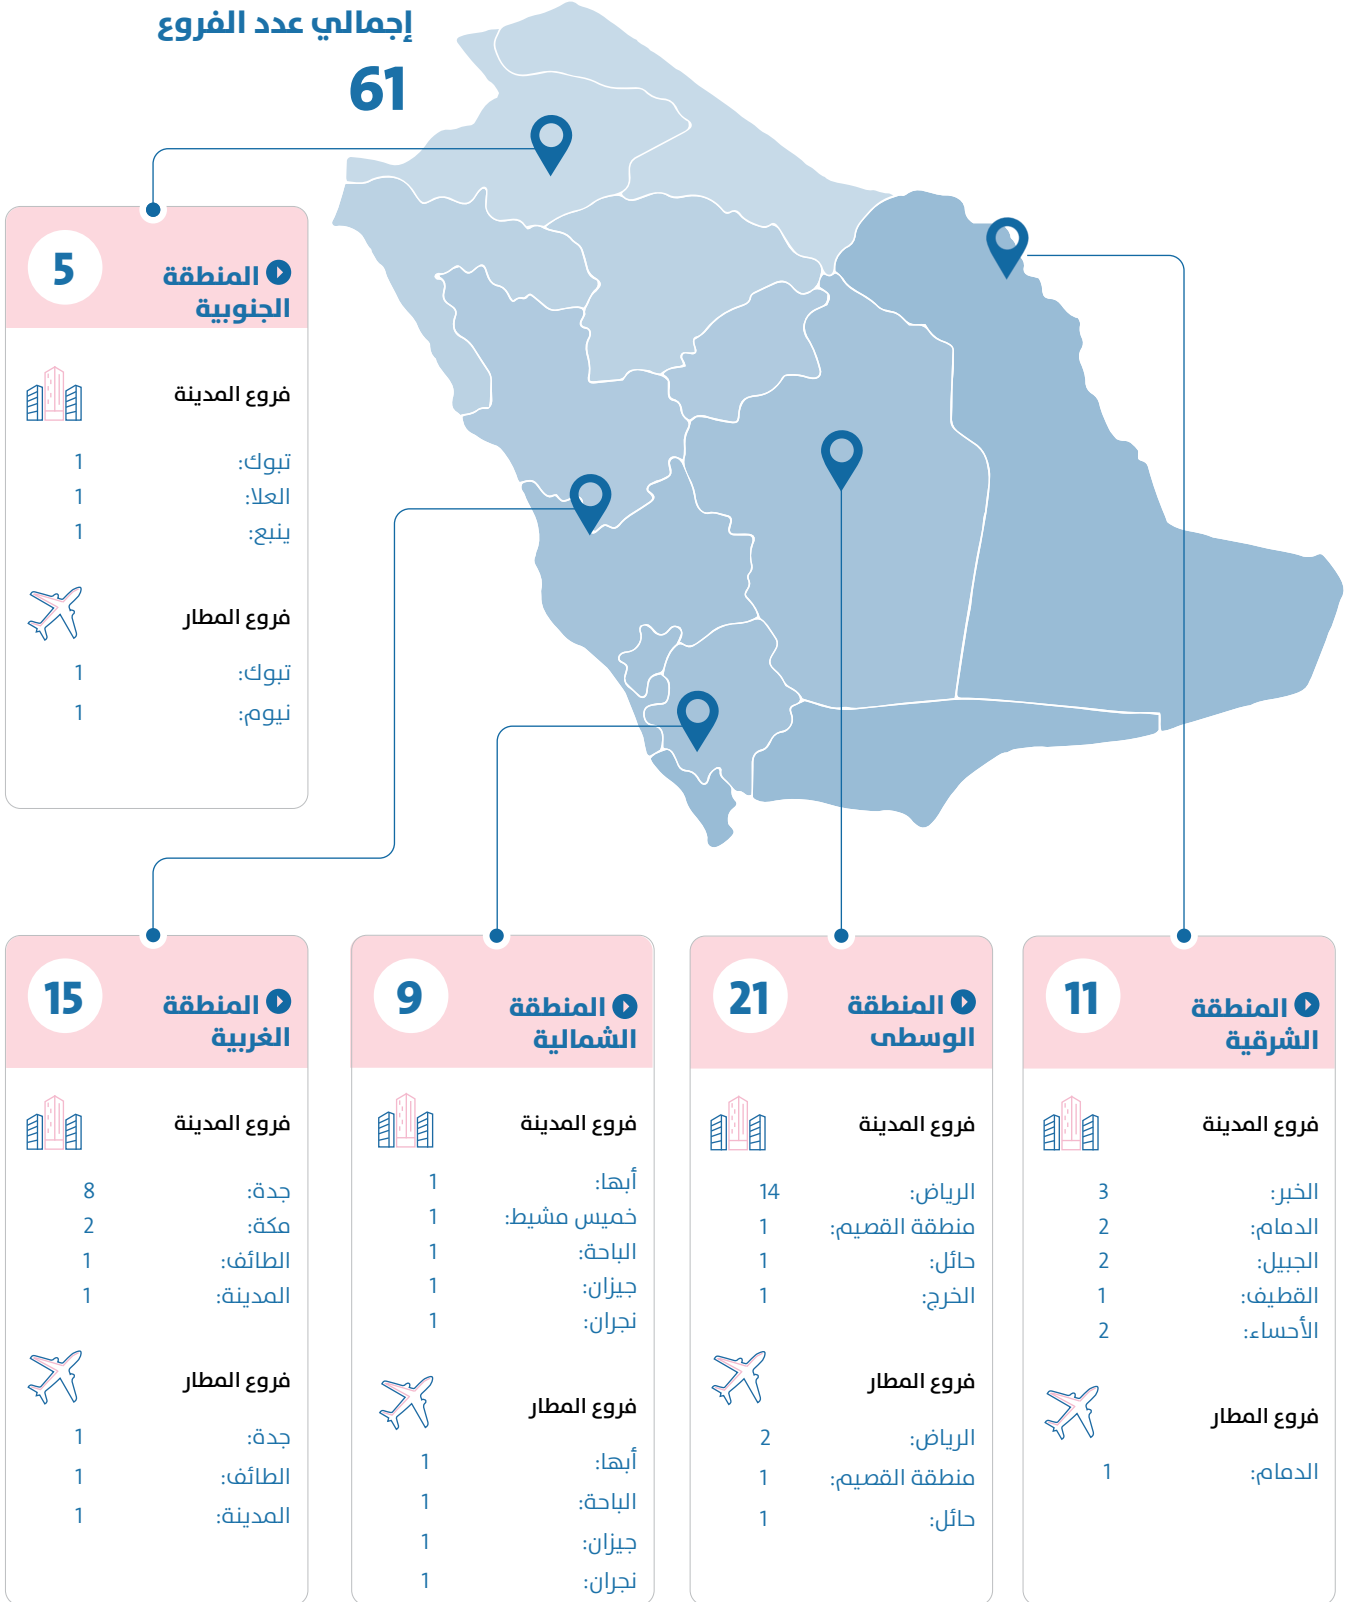 إجمالي عدد الفروع
61
المنطقة
الجنوبية
5
فروع المدينة
تبوك: 1
العلا: 1
ينبع: 1
فروع المطار
تبوك: 1
نيوم: 1
المنطقة
الشرقية
11
فروع المدينة
الخبر: 3
الدمام: 2
الجبيل: 2
القطيف: 1
الأحساء: 2
فروع المطار
الدمام: 1
المنطقة
الوسطى
21
فروع المدينة
الرياض: 14
منطقة القصيم: 1
حائل: 1
الخرج: 1
فروع المطار
الرياض: 2
منطقة القصيم: 1
حائل: 1
المنطقة
الشمالية
9
فروع المدينة
أبها: 1
خميس مشيط: 1
الباحة: 1
جيزان: 1
نجران: 1
فروع المطار
أبها: 1
الباحة: 1
جيزان: 1
نجران: 1
المنطقة
الغربية
15
فروع المدينة
جدة: 8
مكة: 2
الطائف: 1
المدينة: 1
فروع المطار
جدة: 1
الطائف: 1
المدينة: 1